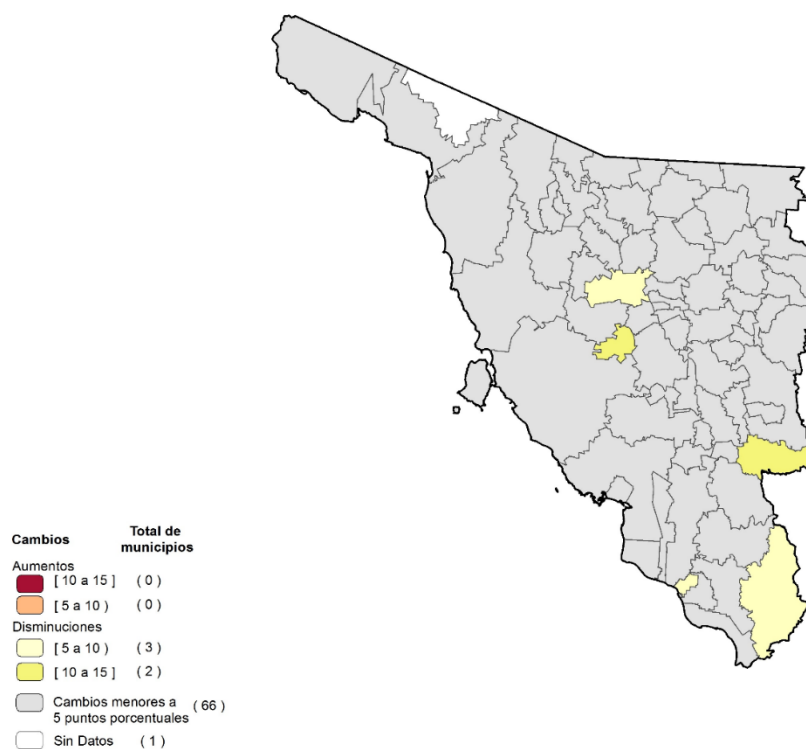 Cambios Total de municipios
Aumentos
[ 10 a 15 ] ( 0 )
[ 5 a 10 ) ( 0 )
Disminuciones
[ 5 a 10 ) ( 3 )
[ 10 a 15 ] ( 2 )
Cambios menores a
5 puntos porcentuales ( 66 )
Sin Datos ( 1 )